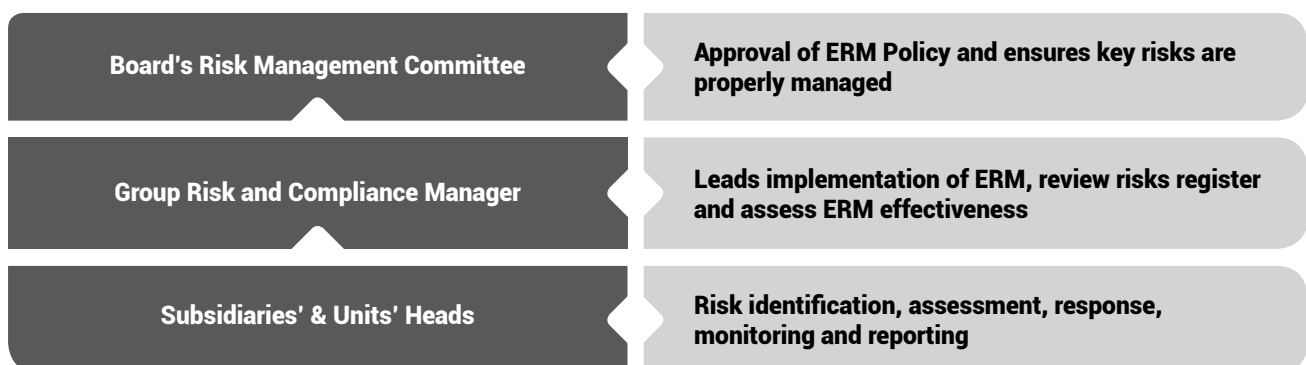 Board's Risk Management Committee
Approval of ERM Policy and ensures key risks are
properly managed
Group Risk and Compliance Manager
Leads implementation of ERM, review risks register
and assess ERM effectiveness
Subsidiaries' & Units' Heads
Risk identification, assessment, response,
monitoring and reporting